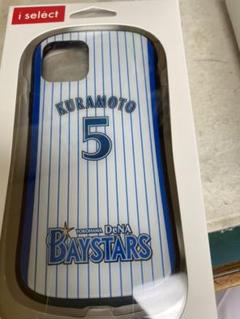 i select
KURAMOTO
5
YOKOHAMA DeNA
BAYSTARS